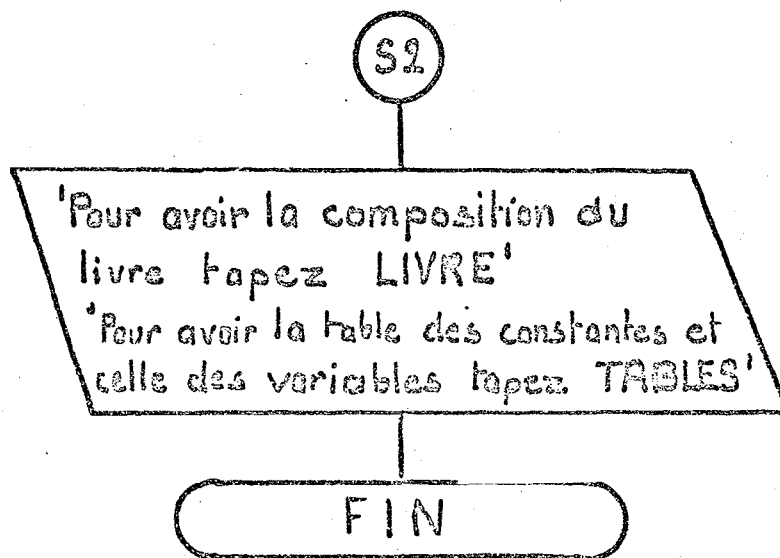 S2
'Pour avoir la composition du
livre tapez LIVRE'
'Pour avoir la table des constantes et
celle des variables tapez TABLES'
FIN